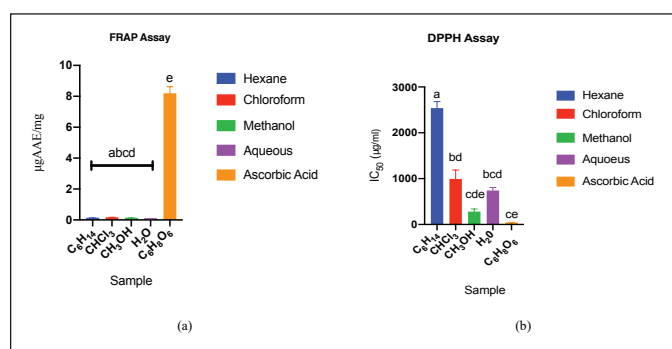 FRAP Assay
µgAAE/mg
10
8
6
4
2
0
abcd
e
C₆H₁₄
CHCl₃
CH₃OH
H₂O
C₆H₈O₆
Sample
Hexane
Chloroform
Methanol
Aqueous
Ascorbic Acid
(a)
DPPH Assay
IC₅₀ (µg/ml)
3000
2000
1000
0
a
bd
cde
bcd
ce
C₆H₁₄
CHCl₃
CH₃OH
H₂0
C₆H₈O₆
Sample
Hexane
Chloroform
Methanol
Aquoeus
Ascorbic Acid
(b)